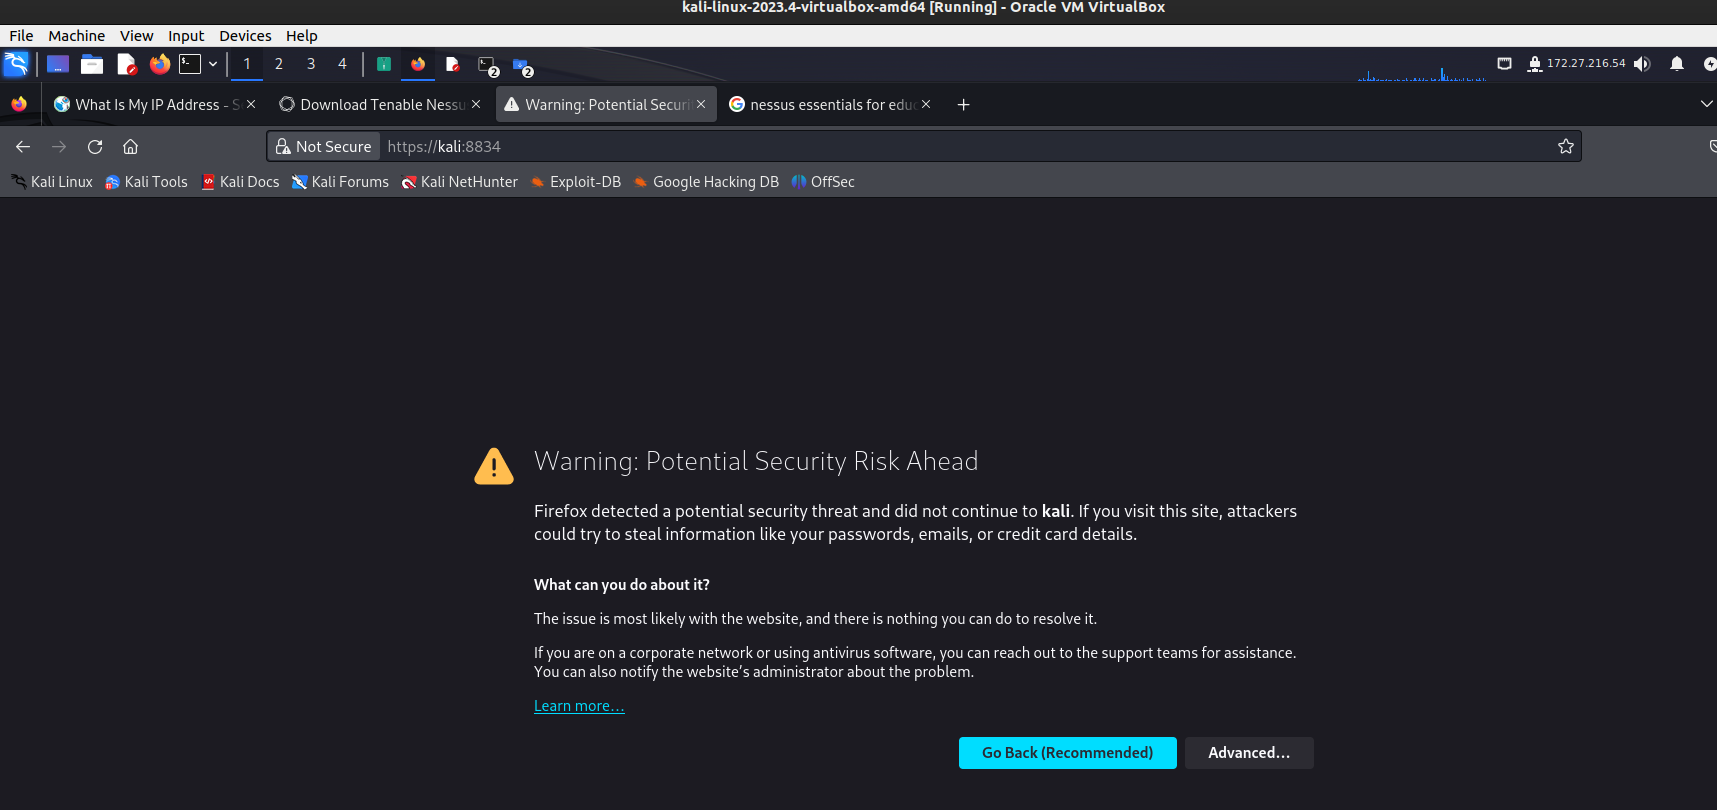 kali-linux-2023.4-virtualbox-amd64 [Running] - Oracle VM VirtualBox
File Machine View Input Devices Help
1 2 3 4 2 2 172.27.216.54
What Is My IP Address - S Download Tenable Nessu Warning: Potential Securi nessus essentials for edu
Not Secure https://kali:8834
Kali Linux Kali Tools Kali Docs Kali Forums Kali NetHunter Exploit-DB Google Hacking DB OffSec
Warning: Potential Security Risk Ahead
Firefox detected a potential security threat and did not continue to kali. If you visit this site, attackers
could try to steal information like your passwords, emails, or credit card details.
What can you do about it?
The issue is most likely with the website, and there is nothing you can do to resolve it.
If you are on a corporate network or using antivirus software, you can reach out to the support teams for assistance.
You can also notify the website’s administrator about the problem.
Learn more…
Go Back (Recommended) Advanced…